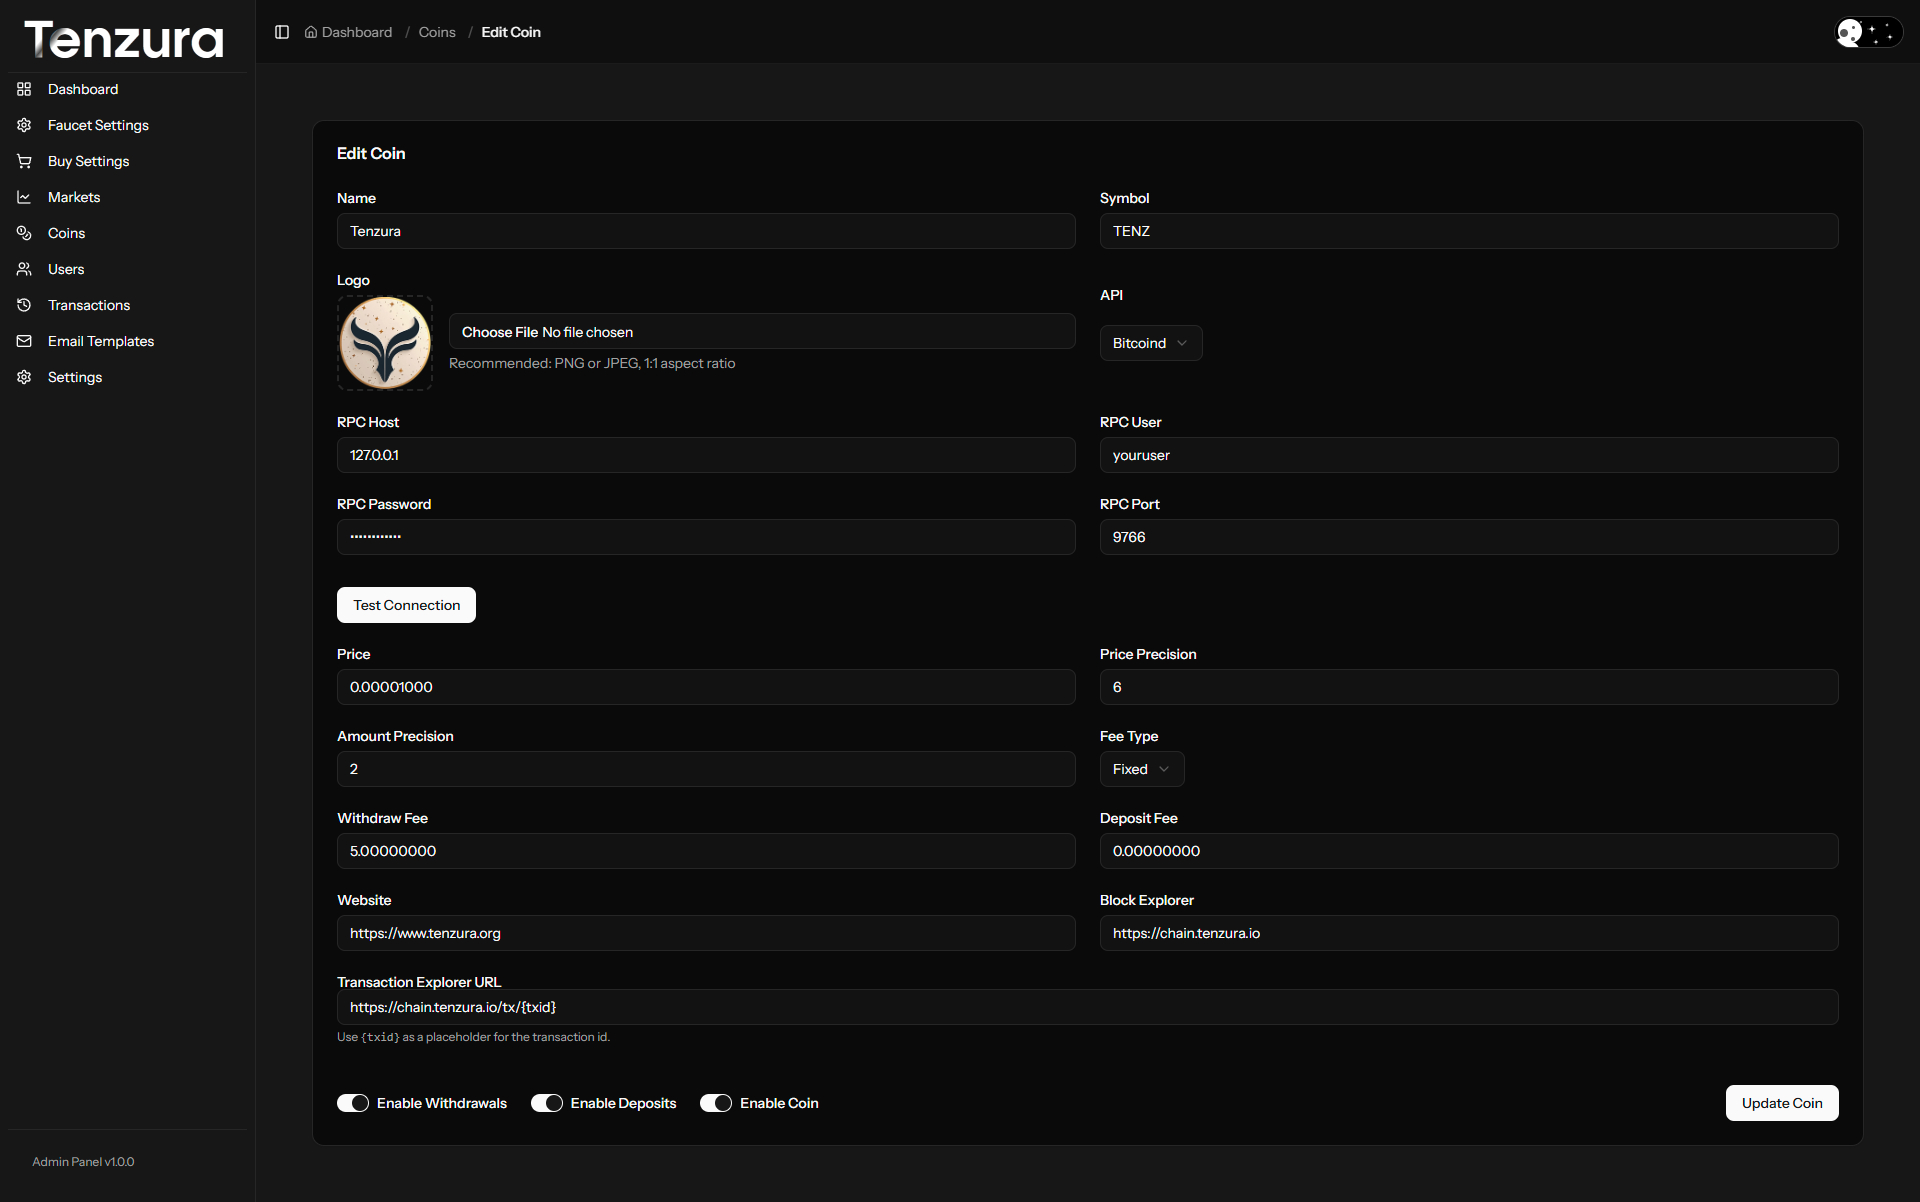 Tenzura
Dashboard
Faucet Settings
Buy Settings
Markets
Coins
Users
Transactions
Email Templates
Settings
Admin Panel v1.0.0
Dashboard / Coins / Edit Coin
Edit Coin
Name
Tenzura
Symbol
TENZ
Logo
Choose File No file chosen
Recommended: PNG or JPEG, 1:1 aspect ratio
API
Bitcoind
RPC Host
127.0.0.1
RPC User
youruser
RPC Password
••••••••••••
RPC Port
9766
Test Connection
Price
0.00001000
Price Precision
6
Amount Precision
2
Fee Type
Fixed
Withdraw Fee
5.00000000
Deposit Fee
0.00000000
Website
https://www.tenzura.org
Block Explorer
https://chain.tenzura.io
Transaction Explorer URL
https://chain.tenzura.io/tx/{txid}
Use {txid} as a placeholder for the transaction id.
Enable Withdrawals
Enable Deposits
Enable Coin
Update Coin